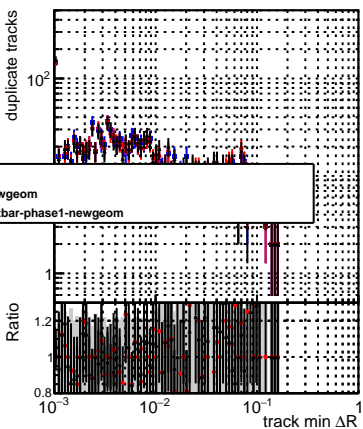 duplicate tracks
10²
wgeom
tbar-phase1-newgeom
1
Ratio
1.2
1
0.8
10⁻³
10⁻²
10⁻¹
1
track min ΔR